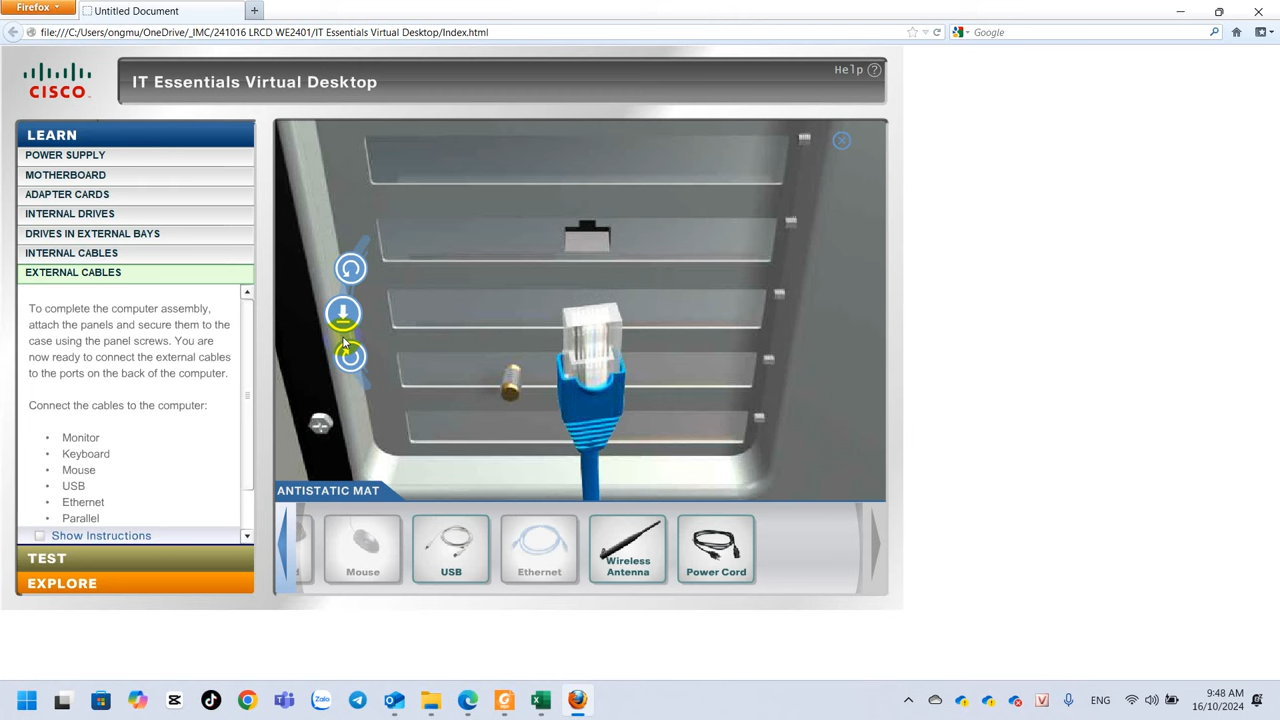 Firefox
Untitled Document
file:///C:/Users/ongmu/OneDrive/_IMC/241016 LRCD WE2401/IT Essentials Virtual Desktop/Index.html
Google
CISCO
IT Essentials Virtual Desktop
Help ?
LEARN
POWER SUPPLY
MOTHERBOARD
ADAPTER CARDS
INTERNAL DRIVES
DRIVES IN EXTERNAL BAYS
INTERNAL CABLES
EXTERNAL CABLES
To complete the computer assembly,
attach the panels and secure them to the
case using the panel screws. You are
now ready to connect the external cables
to the ports on the back of the computer.
Connect the cables to the computer:
• Monitor
• Keyboard
• Mouse
• USB
• Ethernet
• Parallel
Show Instructions
TEST
EXPLORE
ANTISTATIC MAT
d
Mouse
USB
Ethernet
Wireless
Antenna
Power Cord
Zalo
ENG
9:48 AM
16/10/2024